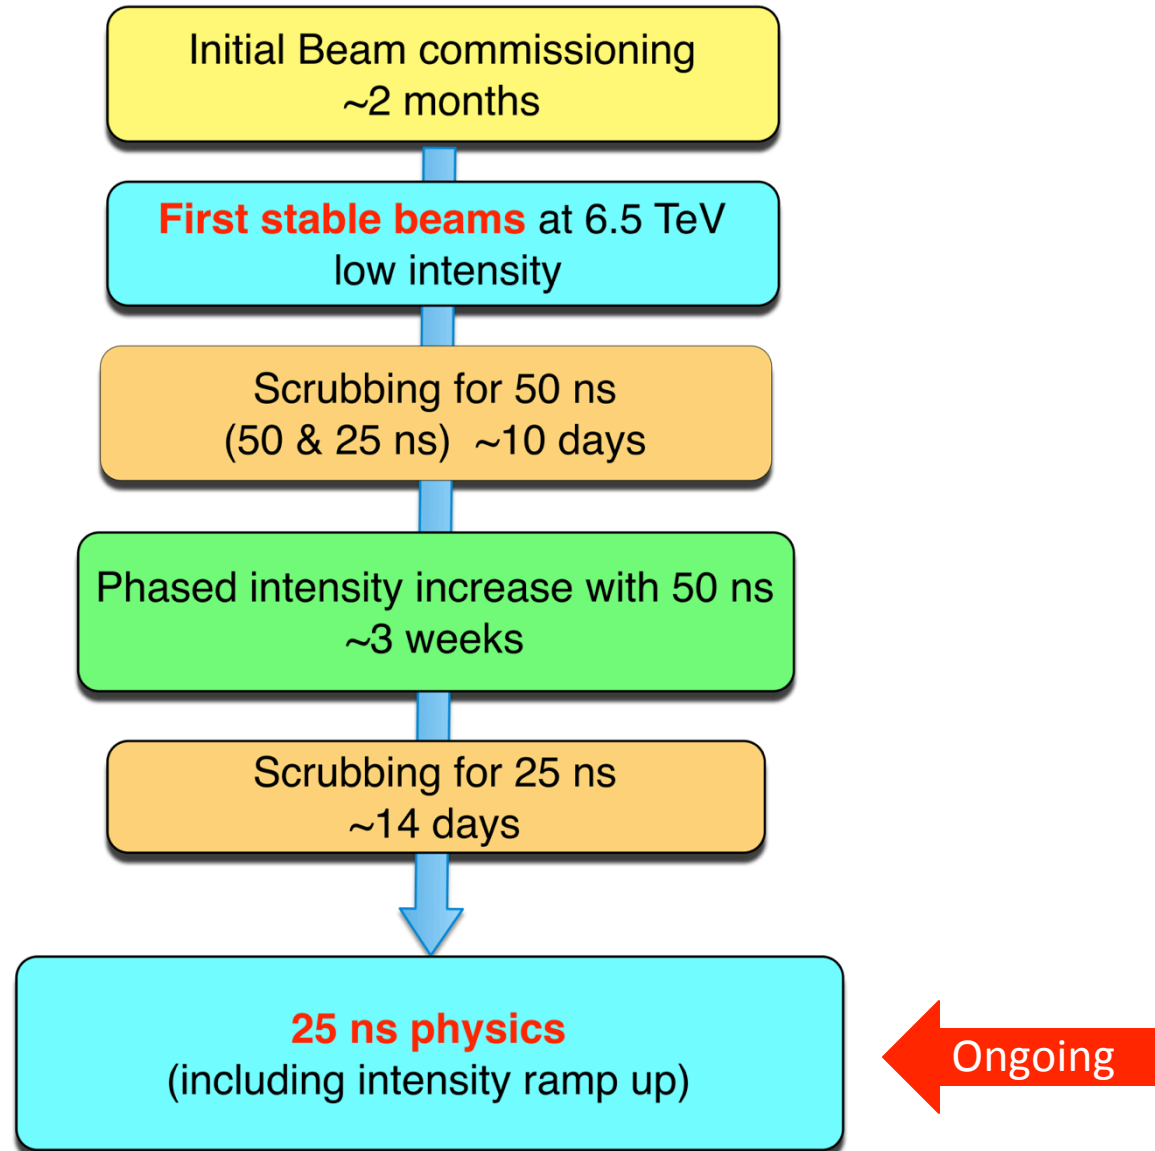 Initial Beam commissioning
~2 months
First stable beams at 6.5 TeV
low intensity
Scrubbing for 50 ns
(50 & 25 ns)  ~10 days
Phased intensity increase with 50 ns
~3 weeks
Scrubbing for 25 ns
~14 days
25 ns physics
(including intensity ramp up)
Ongoing